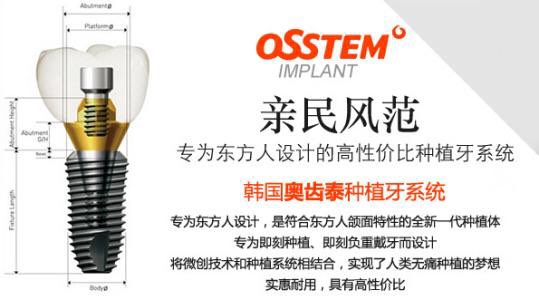 AbutmentØ
PlatformØ
OSSTEM
IMPLANT
亲民风范
专为东方人设计的高性价比种植牙系统
Abutment Height
Abutment
G/H
Fixture Length
韩国奥齿泰种植牙系统
专为东方人设计，是符合东方人颌面特性的全新一代种植体
专为即刻种植、即刻负重戴牙而设计
将微创技术和种植系统相结合，实现了人类无痛种植的梦想
实惠耐用，具有高性价比
BodyØ